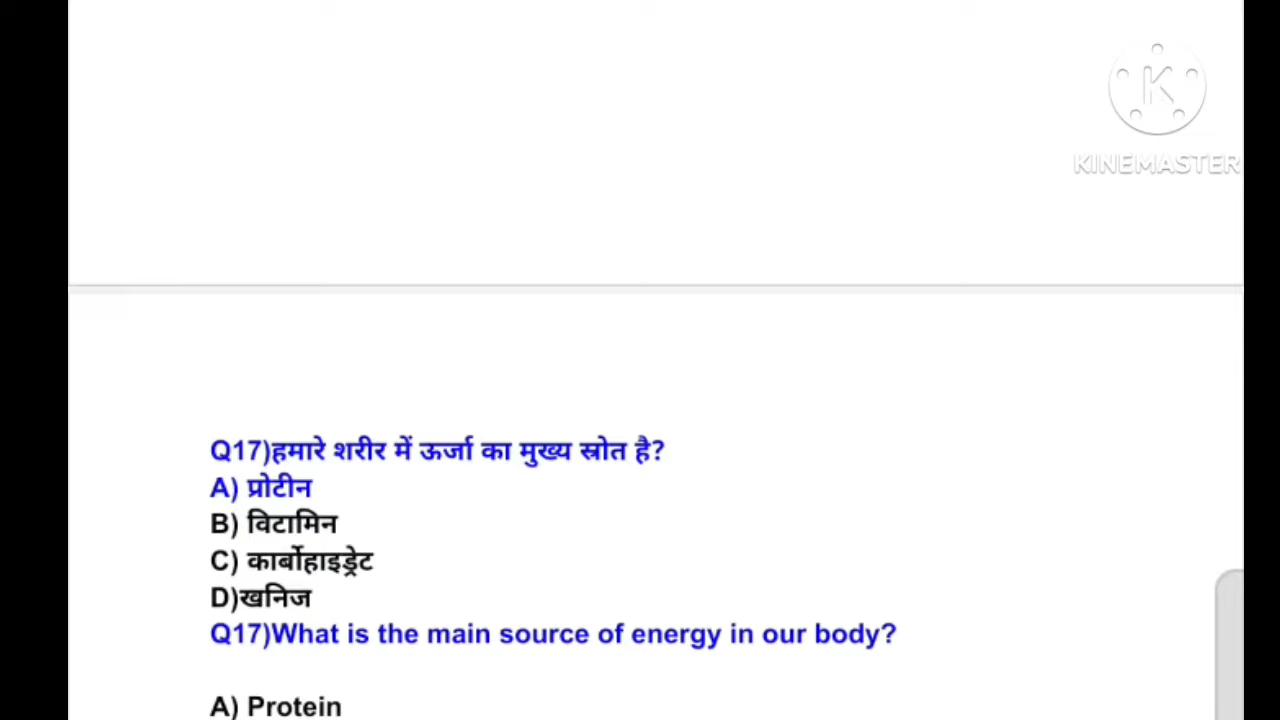 K
KINEMASTER
Q17)हमारे शरीर में ऊर्जा का मुख्य स्रोत है?
A) प्रोटीन
B) विटामिन
C) कार्बोहाइड्रेट
D)खनिज
Q17)What is the main source of energy in our body?
A) Protein